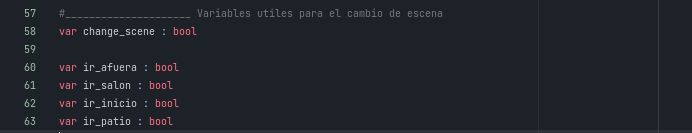 57 #_____________________ Variables utiles para el cambio de escena
58 var change_scene : bool
59
60 var ir_afuera : bool
61 var ir_salon : bool
62 var ir_inicio : bool
63 var ir_patio : bool